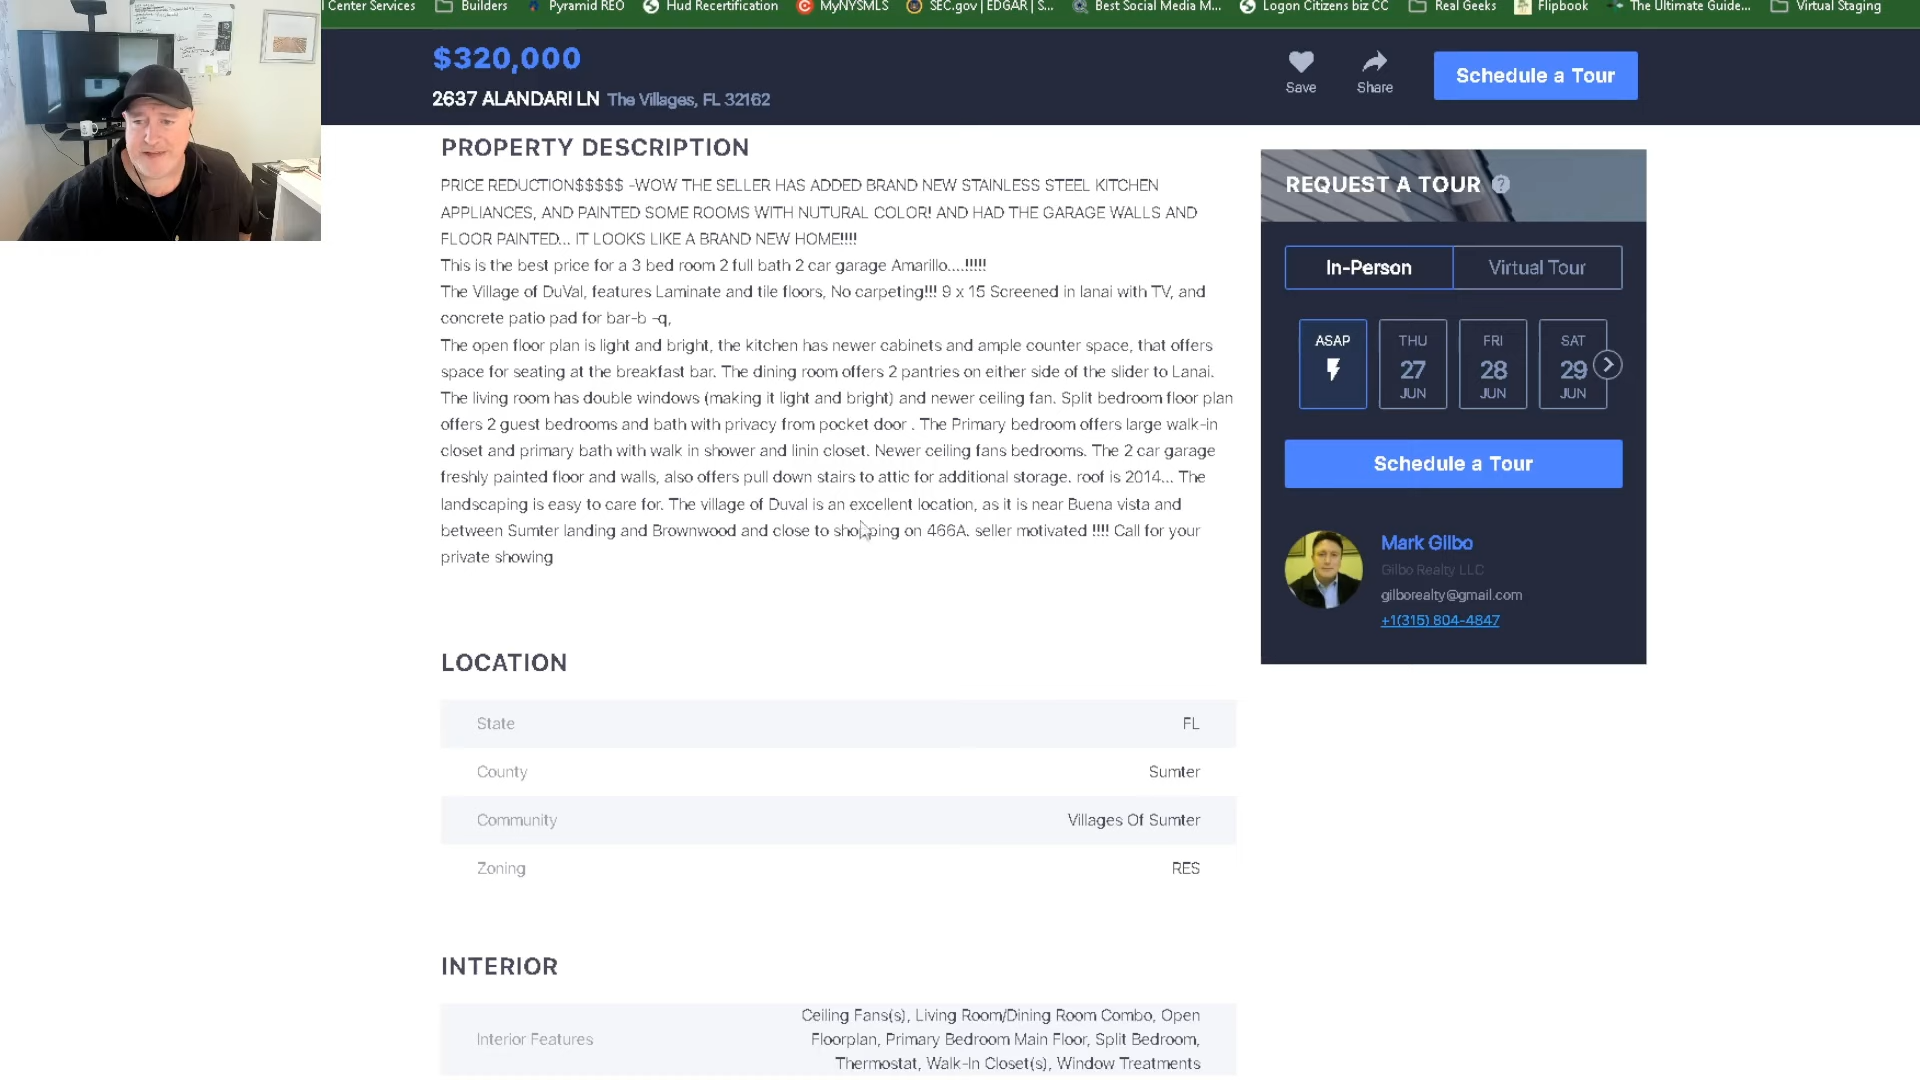 Center Services
Builders
Pyramid REO
Hud Recertification
MyNYSMLS
SEC.gov | EDGAR | S...
Best Social Media M...
Logon Citizens biz CC
Real Geeks
Flipbook
The Ultimate Guide...
Virtual Staging
$320,000
2637 ALANDARI LN The Villages, FL 32162
Save
Share
Schedule a Tour
PROPERTY DESCRIPTION
PRICE REDUCTION$$$$$ -WOW THE SELLER HAS ADDED BRAND NEW STAINLESS STEEL KITCHEN
APPLIANCES, AND PAINTED SOME ROOMS WITH NUTURAL COLOR! AND HAD THE GARAGE WALLS AND
FLOOR PAINTED... IT LOOKS LIKE A BRAND NEW HOME!!!!
This is the best price for a 3 bed room 2 full bath 2 car garage Amarillo....!!!!!
The Village of DuVal, features Laminate and tile floors, No carpeting!!! 9 x 15 Screened in lanai with TV, and
concrete patio pad for bar-b -q,
The open floor plan is light and bright, the kitchen has newer cabinets and ample counter space, that offers
space for seating at the breakfast bar. The dining room offers 2 pantries on either side of the slider to Lanai.
The living room has double windows (making it light and bright) and newer ceiling fan. Split bedroom floor plan
offers 2 guest bedrooms and bath with privacy from pocket door . The Primary bedroom offers large walk-in
closet and primary bath with walk in shower and linin closet. Newer ceiling fans bedrooms. The 2 car garage
freshly painted floor and walls, also offers pull down stairs to attic for additional storage. roof is 2014... The
landscaping is easy to care for. The village of Duval is an excellent location, as it is near Buena vista and
between Sumter landing and Brownwood and close to shopping on 466A. seller motivated !!!! Call for your
private showing
REQUEST A TOUR ?
In-Person
Virtual Tour
ASAP
THU
27
JUN
FRI
28
JUN
SAT
29
JUN
Schedule a Tour
Mark Gilbo
Gilbo Realty LLC
gilborealty@gmail.com
+1(315) 804-4847
LOCATION
State FL
County Sumter
Community Villages Of Sumter
Zoning RES
INTERIOR
Interior Features
Ceiling Fans(s), Living Room/Dining Room Combo, Open
Floorplan, Primary Bedroom Main Floor, Split Bedroom,
Thermostat, Walk-In Closet(s), Window Treatments